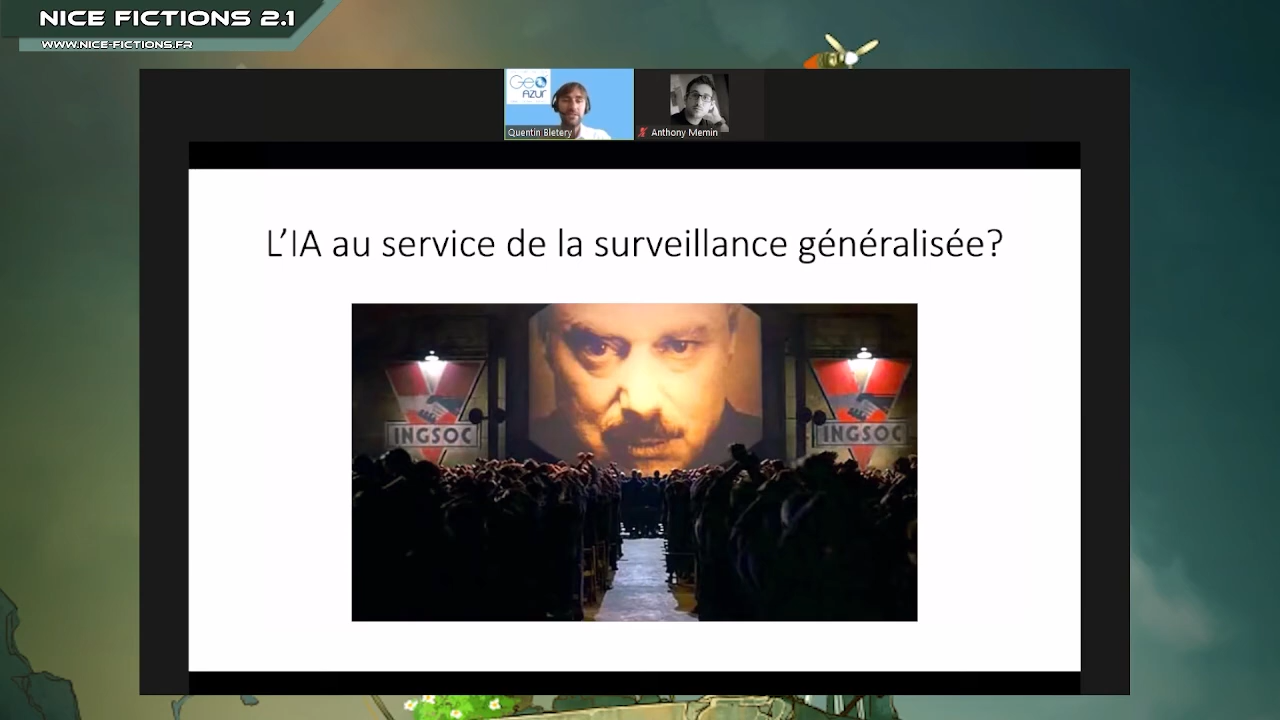 NICE FICTIONS 2.1
WWW.NICE-FICTIONS.FR
Geo
AZUR
Quentin Bletery
Anthony Memin
L'IA au service de la surveillance généralisée?
INGSOC
INGSOC